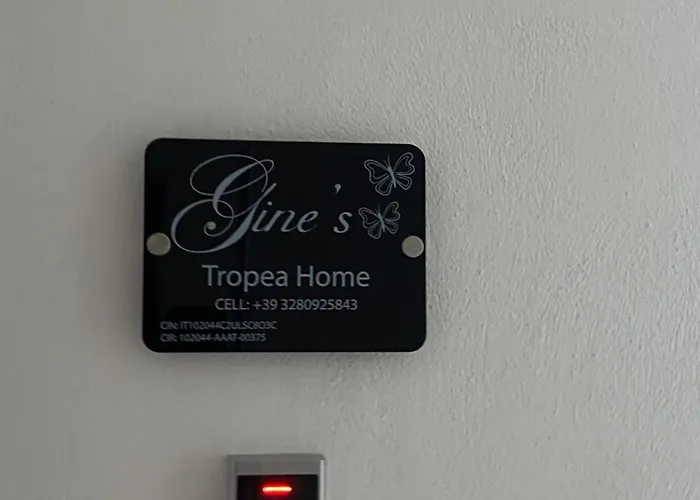 Gine's
Tropea Home
CELL: +39 3280925843
CIN: IT102044C2ULSC8O3C
CIR: 102044-AAAT-00375